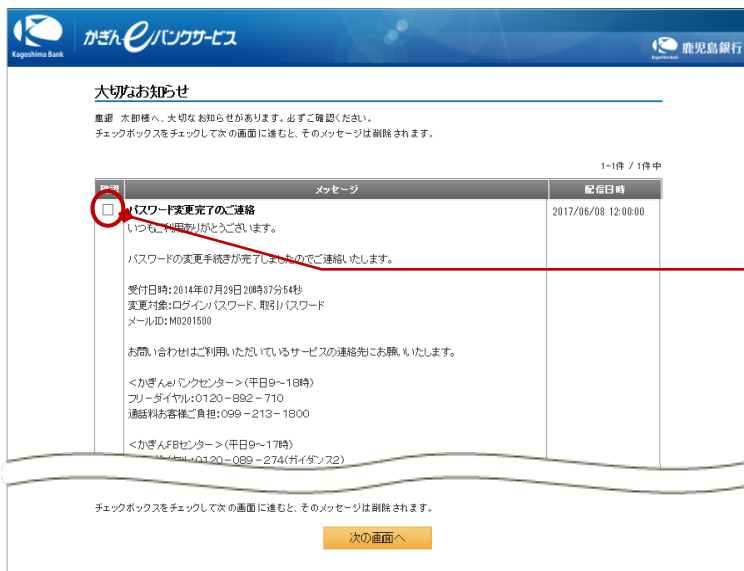 Kagoshima Bank
かぎんeバンクサービス
鹿児島銀行
Kagoshima Bank
大切なお知らせ
鹿銀 太郎様へ、大切なお知らせがあります。必ずご確認ください。
チェックボックスをチェックして次の画面に進むと、そのメッセージは削除されます。
1-1件 / 1件中
確認 メッセージ 配信日時
パスワード変更完了のご連絡 2017/06/08 12:00:00
いつもご利用ありがとうございます。
パスワードの変更手続きが完了しましたのでご連絡いたします。
受付日時:2014年07月29日20時37分54秒
変更対象:ログインパスワード、取引パスワード
メールID:M0201500
お問い合わせはご利用いただいているサービスの連絡先にお願いいたします。
<かぎんeバンクセンター>(平日9～18時)
フリーダイヤル:0120-892-710
通話料お客様ご負担:099-213-1800
<かぎんFBセンター>(平日9～17時)
0120-089-274(ガイダンス2)
チェックボックスをチェックして次の画面に進むと、そのメッセージは削除されます。
次の画面へ